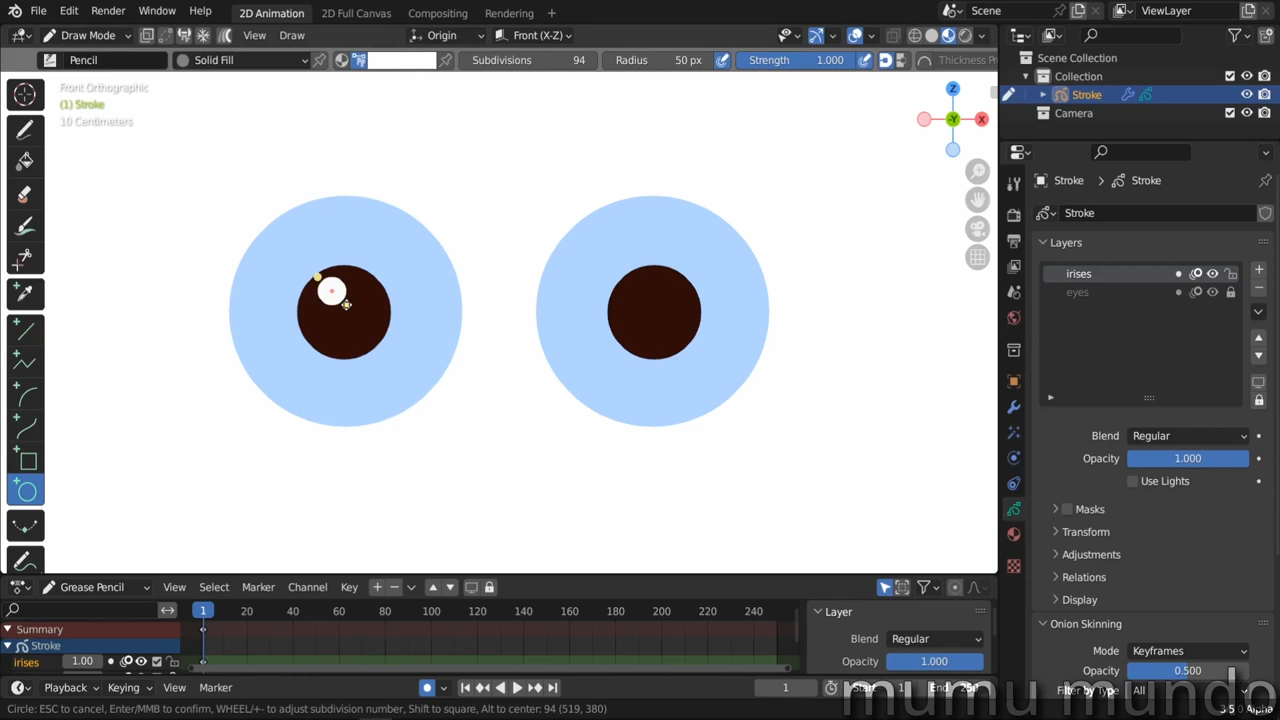 File Edit Render Window Help 2D Animation 2D Full Canvas Compositing Rendering + Scene ViewLayer
Draw Mode View Draw Origin Front (X-Z)
Pencil Solid Fill Subdivisions 94 Radius 50 px Strength 1.000 Thickness Pr
Front Orthographic
(1) Stroke
10 Centimeters
Z
-Y
X
Scene Collection
Collection
Stroke
Camera
Stroke Stroke
Stroke
Layers
irises
eyes
Blend Regular
Opacity 1.000
Use Lights
Masks
Transform
Adjustments
Relations
Display
Onion Skinning
Mode Keyframes
Opacity 0.500
Filter by Type All
Grease Pencil View Select Marker Channel Key
1 20 40 60 80 100 120 140 160 180 200 220 240
Summary
Stroke
irises 1.00
Layer
Blend Regular
Opacity 1.000
Playback Keying View Marker 1 Start 1 End 250
Circle: ESC to cancel, Enter/MMB to confirm, WHEEL/+- to adjust subdivision number, Shift to square, Alt to center: 94 (519, 380)
mumu mundo
3.5.0 Alpha